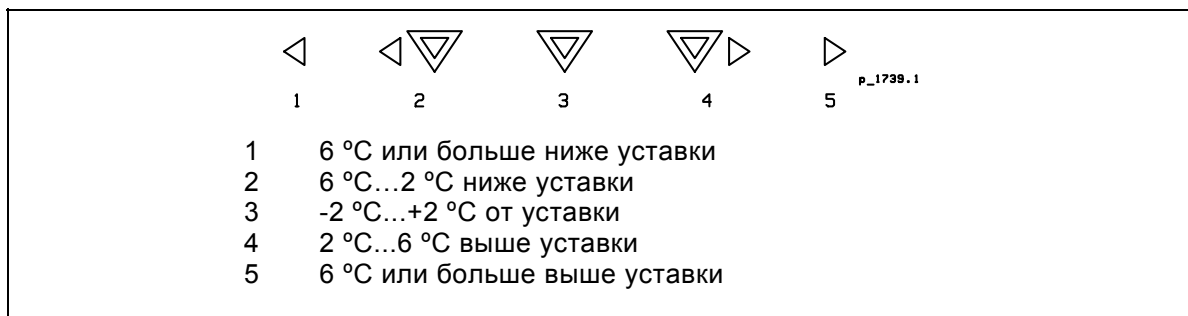 p_1739.1
1 2 3 4 5
1 6 ºC или больше ниже уставки
2 6 ºC…2 ºC ниже уставки
3 -2 ºC...+2 ºC от уставки
4 2 ºC...6 ºC выше уставки
5 6 ºC или больше выше уставки